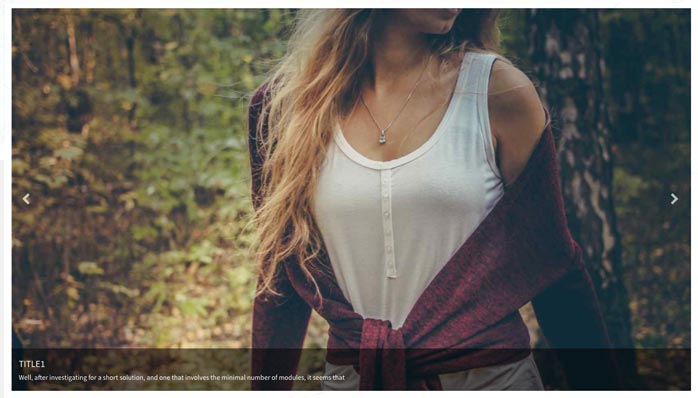 TITLE1
Well, after investigating for a short solution, and one that involves the minimal number of modules, it seems that